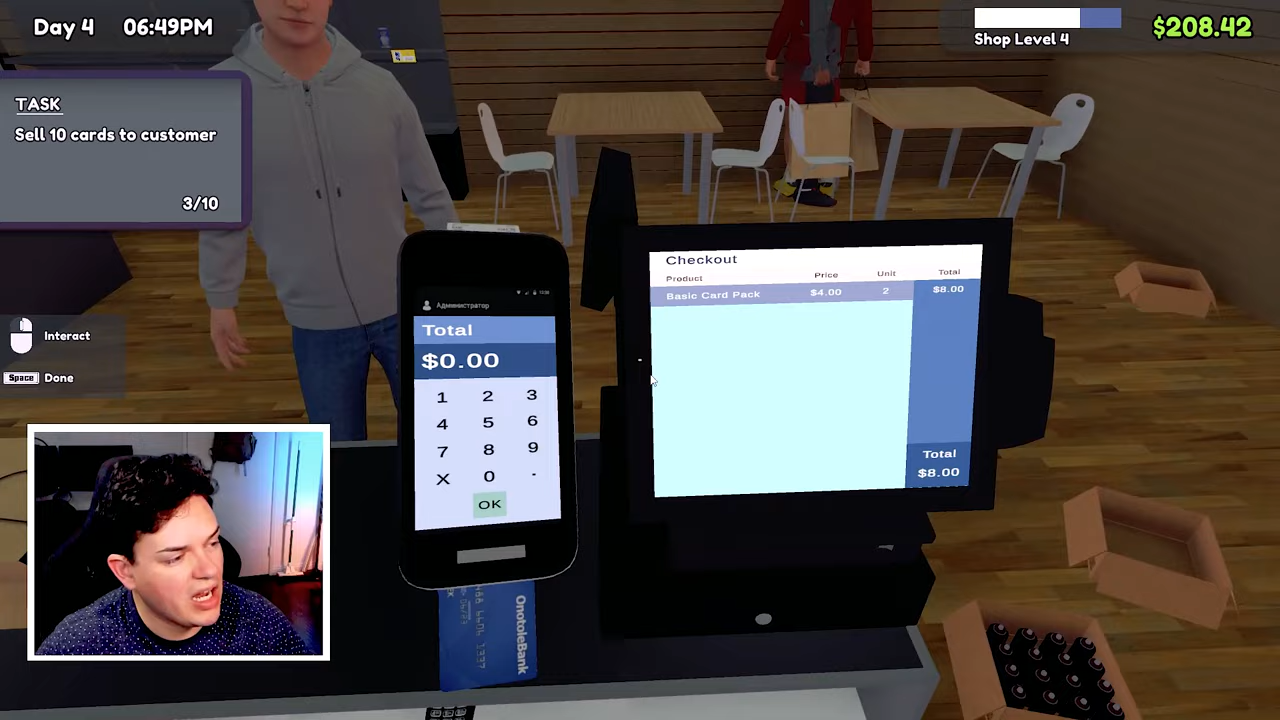 Day 4 06:49PM
Shop Level 4
$208.42
TASK
Sell 10 cards to customer
3/10
Interact
Space Done
Администратор
Total
$0.00
1 2 3
4 5 6
7 8 9
X 0 .
OK
Checkout
Product Price Unit Total
Basic Card Pack $4.00 2 $8.00
Total
$8.00
OnotoleBank